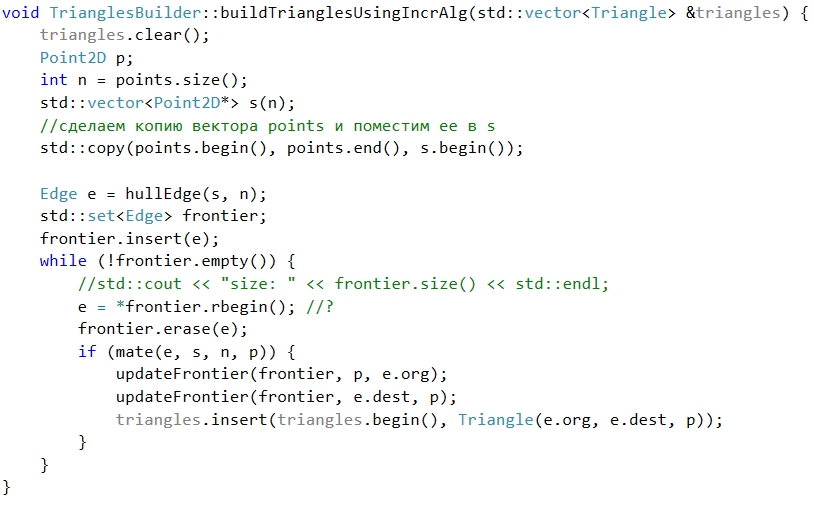 void TrianglesBuilder::buildTrianglesUsingIncrAlg(std::vector<Triangle> &triangles) {
    triangles.clear();
    Point2D p;
    int n = points.size();
    std::vector<Point2D*> s(n);
    //сделаем копию вектора points и поместим ее в s
    std::copy(points.begin(), points.end(), s.begin());

    Edge e = hullEdge(s, n);
    std::set<Edge> frontier;
    frontier.insert(e);
    while (!frontier.empty()) {
        //std::cout << "size: " << frontier.size() << std::endl;
        e = *frontier.rbegin(); //?
        frontier.erase(e);
        if (mate(e, s, n, p)) {
            updateFrontier(frontier, p, e.org);
            updateFrontier(frontier, e.dest, p);
            triangles.insert(triangles.begin(), Triangle(e.org, e.dest, p));
        }
    }
}